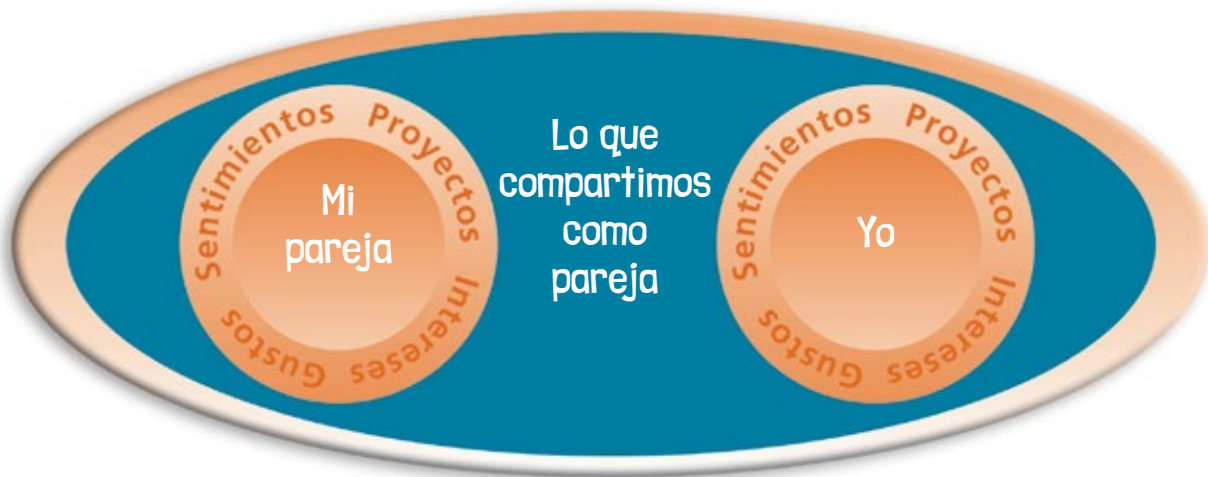 Sentimientos Proyectos Intereses Gustos
Mi
pareja
Lo que
compartimos
como
pareja
Sentimientos Proyectos Intereses Gustos
Yo